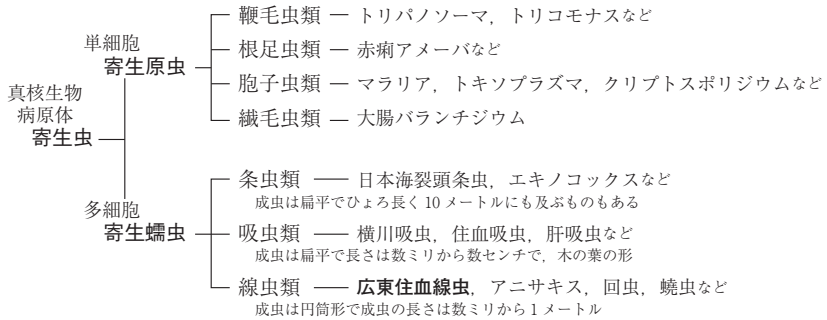 鞭毛虫類 ― トリパノソーマ，トリコモナスなど
単細胞
根足虫類 ― 赤痢アメーバなど
寄生原虫
胞子虫類 ― マラリア，トキソプラズマ，クリプトスポリジウムなど
真核生物
病原体
繊毛虫類 ― 大腸バランチジウム
寄生虫
条虫類 ― 日本海裂頭条虫，エキノコックスなど
成虫は扁平でひょろ長く10メートルにも及ぶものもある
多細胞
寄生蠕虫
吸虫類 ― 横川吸虫，住血吸虫，肝吸虫など
成虫は扁平で長さは数ミリから数センチで，木の葉の形
線虫類 ― 広東住血線虫，アニサキス，回虫，蟯虫など
成虫は円筒形で成虫の長さは数ミリから1メートル